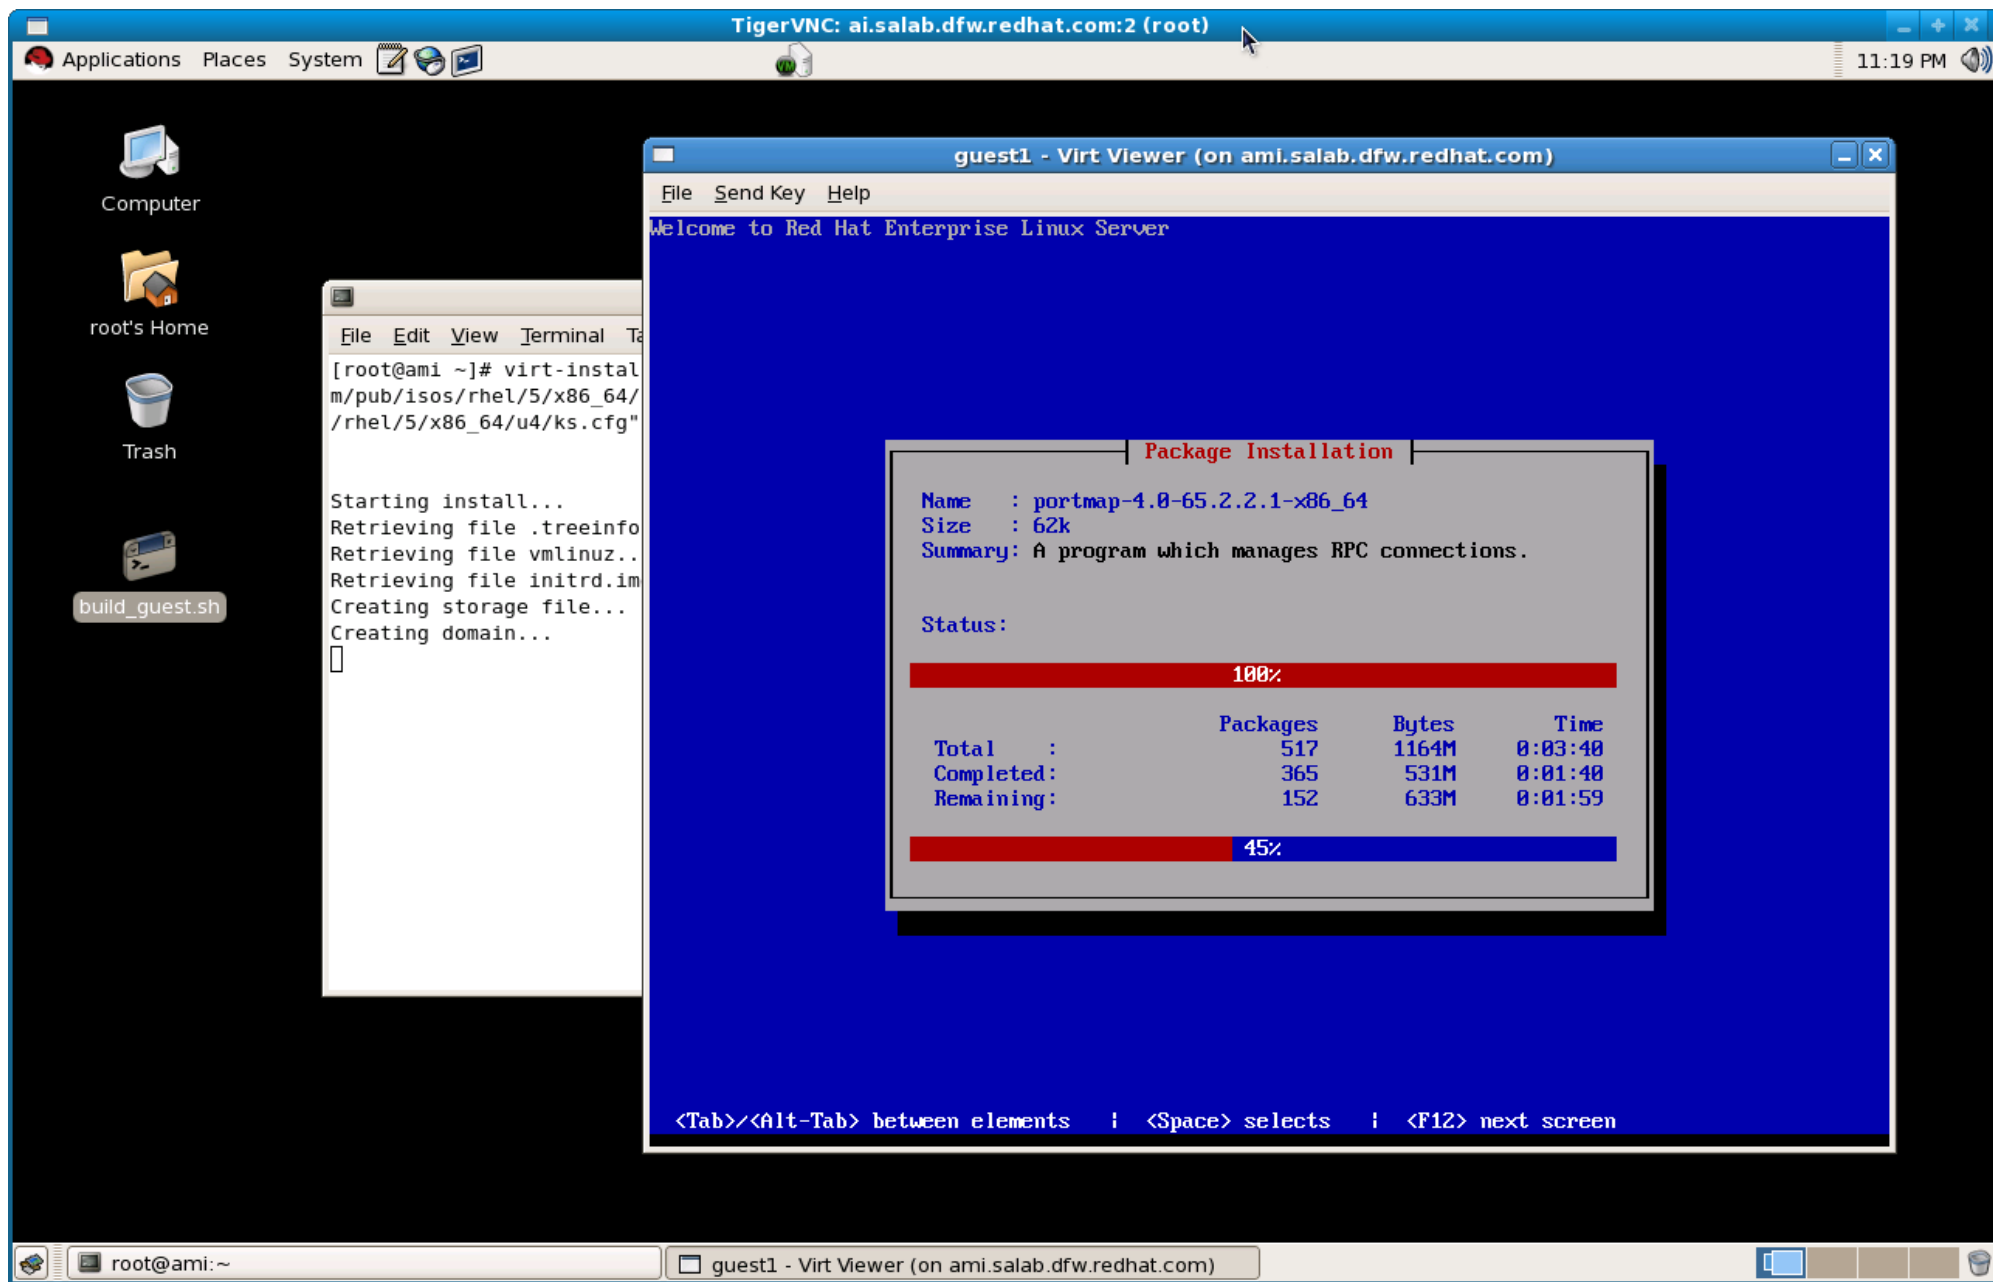 TigerVNC: ai.salab.dfw.redhat.com:2 (root)
Applications Places System 11:19 PM
Computer
root's Home
Trash
build_guest.sh
File Edit View Terminal Ta
[root@ami ~]# virt-instal
m/pub/isos/rhel/5/x86_64/
/rhel/5/x86_64/u4/ks.cfg"
Starting install...
Retrieving file .treeinfo
Retrieving file vmlinuz..
Retrieving file initrd.im
Creating storage file...
Creating domain...
guest1 - Virt Viewer (on ami.salab.dfw.redhat.com)
File Send Key Help
Welcome to Red Hat Enterprise Linux Server
Package Installation
Name : portmap-4.0-65.2.2.1-x86_64
Size : 62k
Summary: A program which manages RPC connections.
Status:
100%
Packages Bytes Time
Total : 517 1164M 0:03:40
Completed: 365 531M 0:01:40
Remaining: 152 633M 0:01:59
45%
<Tab>/<Alt-Tab> between elements | <Space> selects | <F12> next screen
root@ami:~
guest1 - Virt Viewer (on ami.salab.dfw.redhat.com)